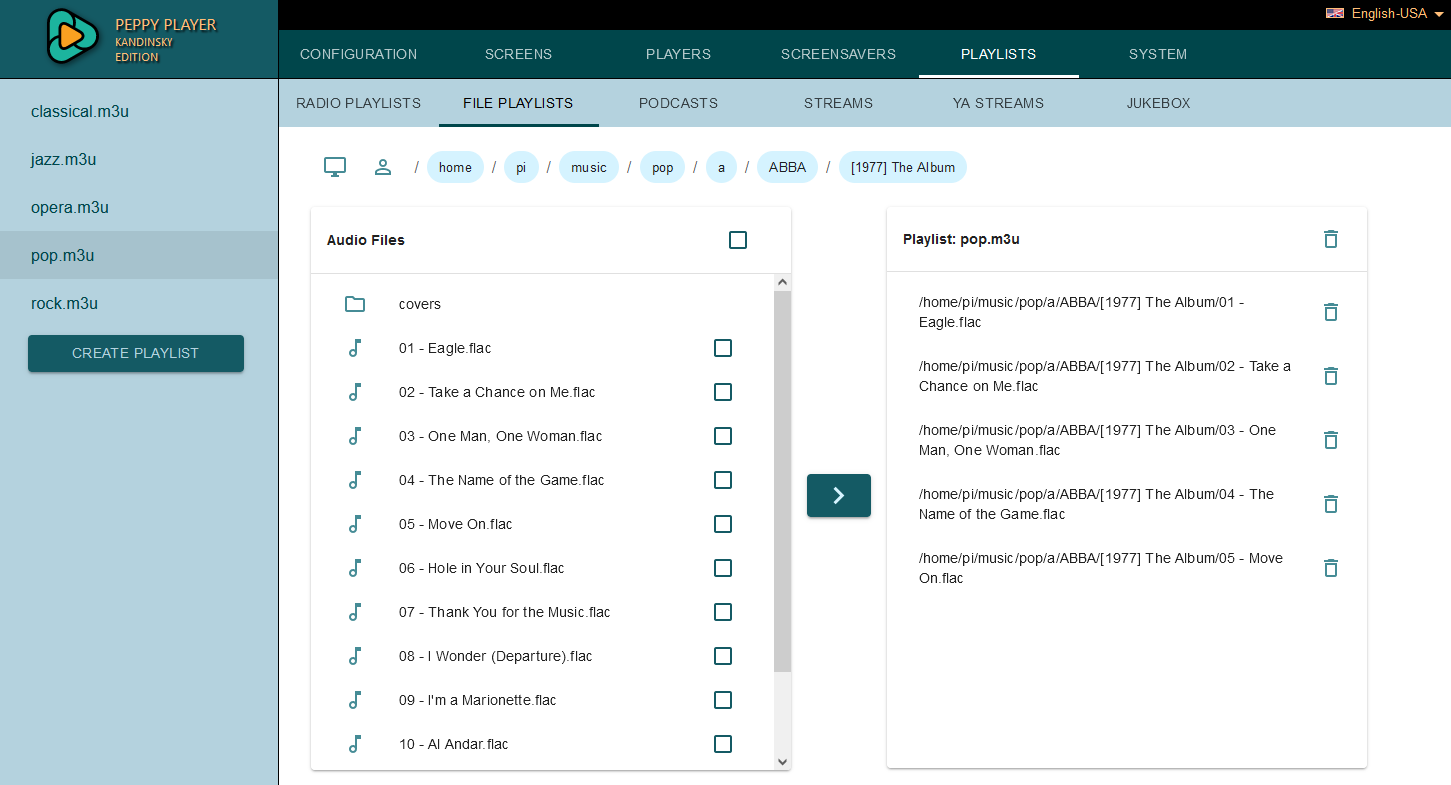 PEPPY PLAYER
KANDINSKY
EDITION
English-USA
CONFIGURATION
SCREENS
PLAYERS
SCREENSAVERS
PLAYLISTS
SYSTEM
RADIO PLAYLISTS
FILE PLAYLISTS
PODCASTS
STREAMS
YA STREAMS
JUKEBOX
classical.m3u
jazz.m3u
opera.m3u
pop.m3u
rock.m3u
CREATE PLAYLIST
/ home / pi / music / pop / a / ABBA / [1977] The Album
Audio Files
covers
01 - Eagle.flac
02 - Take a Chance on Me.flac
03 - One Man, One Woman.flac
04 - The Name of the Game.flac
05 - Move On.flac
06 - Hole in Your Soul.flac
07 - Thank You for the Music.flac
08 - I Wonder (Departure).flac
09 - I'm a Marionette.flac
10 - Al Andar.flac
Playlist: pop.m3u
/home/pi/music/pop/a/ABBA/[1977] The Album/01 -
Eagle.flac
/home/pi/music/pop/a/ABBA/[1977] The Album/02 - Take a
Chance on Me.flac
/home/pi/music/pop/a/ABBA/[1977] The Album/03 - One
Man, One Woman.flac
/home/pi/music/pop/a/ABBA/[1977] The Album/04 - The
Name of the Game.flac
/home/pi/music/pop/a/ABBA/[1977] The Album/05 - Move
On.flac